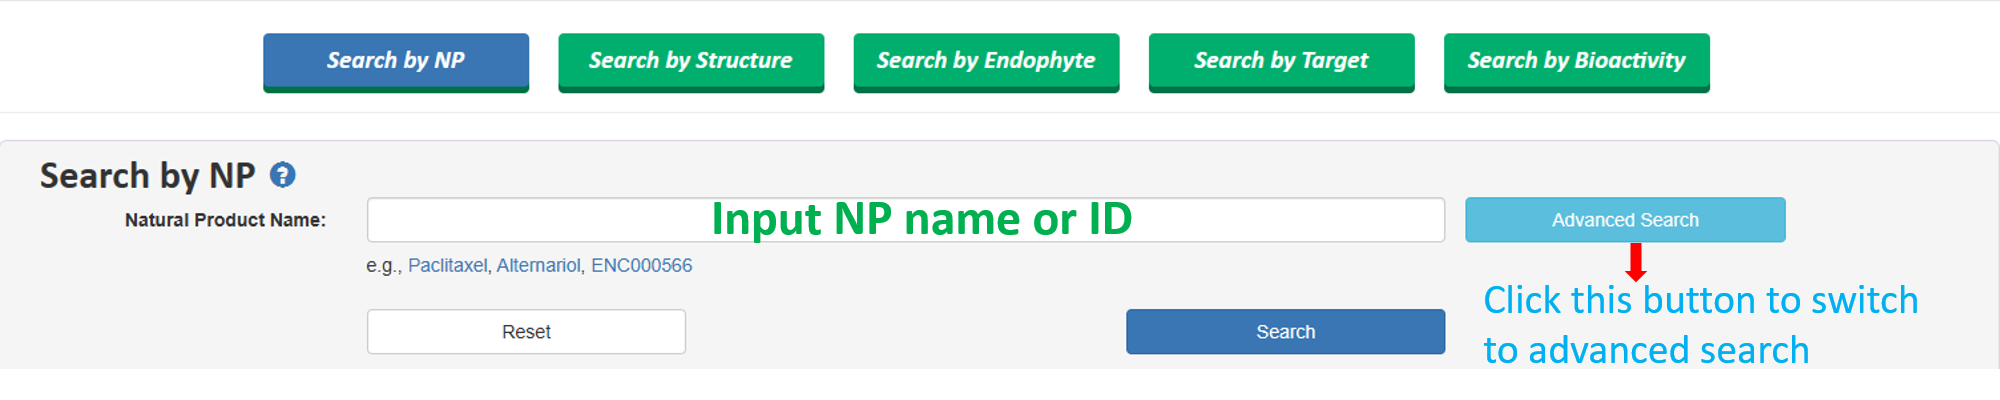 Search by NP
Search by Structure
Search by Endophyte
Search by Target
Search by Bioactivity
Search by NP ?
Natural Product Name:
Input NP name or ID
Advanced Search
e.g., Paclitaxel, Alternariol, ENC000566
Reset
Search
Click this button to switch
to advanced search